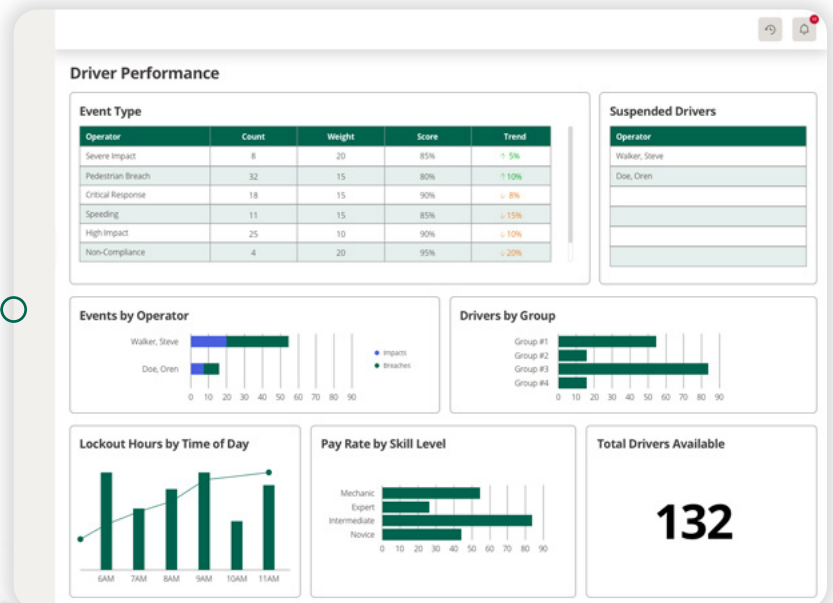 Driver Performance
Event Type
Operator Count Weight Score Trend
Severe Impact 8 20 85% ↑ 5%
Pedestrian Breach 32 15 80% ↑ 10%
Critical Response 18 15 90% ↓ 8%
Speeding 11 15 85% ↓ 15%
High Impact 25 10 90% ↓ 10%
Non-Compliance 4 20 95% ↓ 20%
Suspended Drivers
Operator
Walker, Steve
Doe, Oren
Events by Operator
Walker, Steve
Doe, Oren
0 10 20 30 40 50 60 70 80 90
Impacts
Breaches
Drivers by Group
Group #1
Group #2
Group #3
Group #4
0 10 20 30 40 50 60 70 80 90
Lockout Hours by Time of Day
6AM 7AM 8AM 9AM 10AM 11AM
Pay Rate by Skill Level
Mechanic
Expert
Intermediate
Novice
0 10 20 30 40 50 60 70 80 90
Total Drivers Available
132